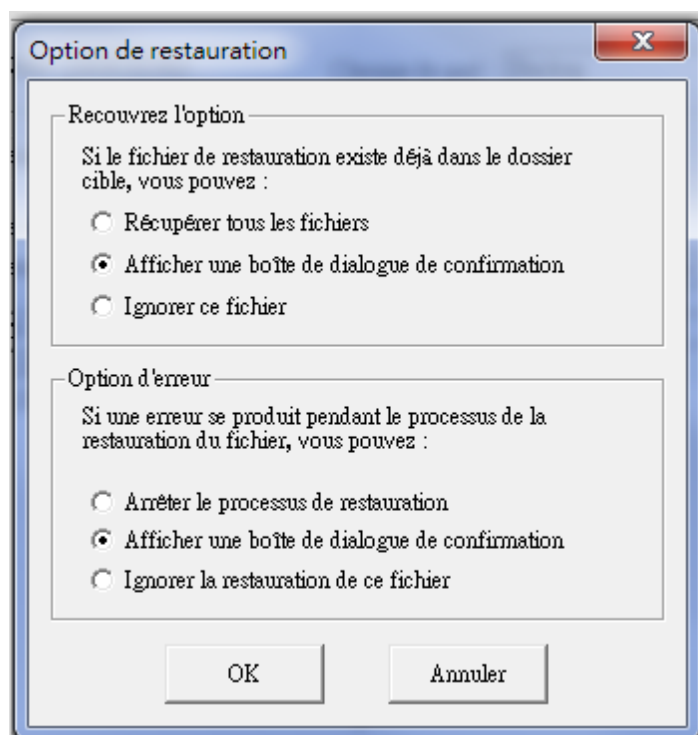 Option de restauration
Recouvrez l'option
Si le fichier de restauration existe déjà dans le dossier
cible, vous pouvez :
Récupérer tous les fichiers
Afficher une boîte de dialogue de confirmation
Ignorer ce fichier
Option d'erreur
Si une erreur se produit pendant le processus de la
restauration du fichier, vous pouvez :
Arrêter le processus de restauration
Afficher une boîte de dialogue de confirmation
Ignorer la restauration de ce fichier
OK
Annuler